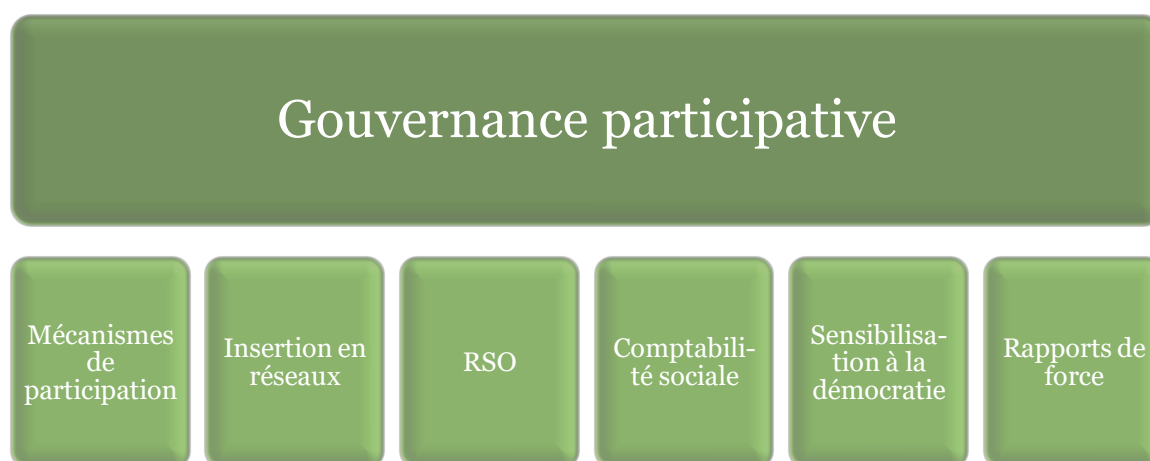 Gouvernance participative
Mécanismes
de
participation
Insertion en
réseaux
RSO
Comptabili-
té sociale
Sensibilisa-
tion à la
démocratie
Rapports de
force